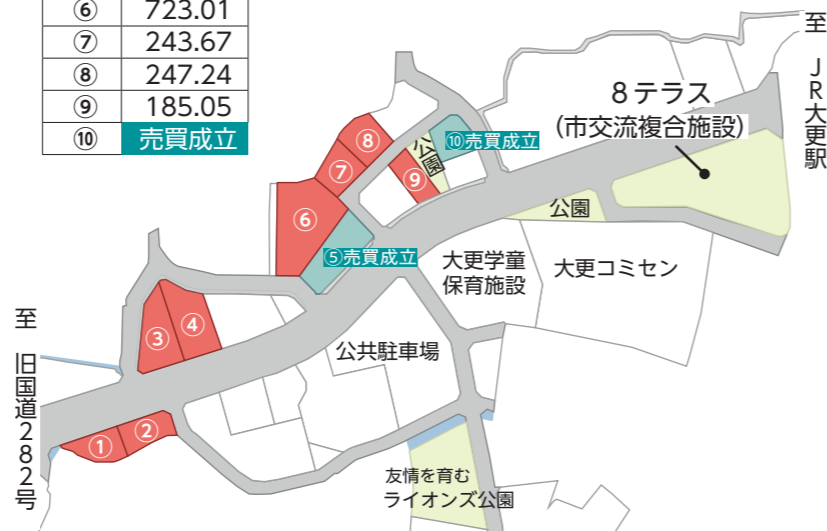 ⑥ 723.01
⑦ 243.67
⑧ 247.24
⑨ 185.05
⑩ 売買成立
至 JR大更駅
8テラス
(市交流複合施設)
⑧
公園
⑩売買成立
⑦
⑨
⑥
公園
⑤売買成立
大更学童
保育施設
大更コミセン
至 旧国道282号
③
④
公共駐車場
①
②
友情を育む
ライオンズ公園